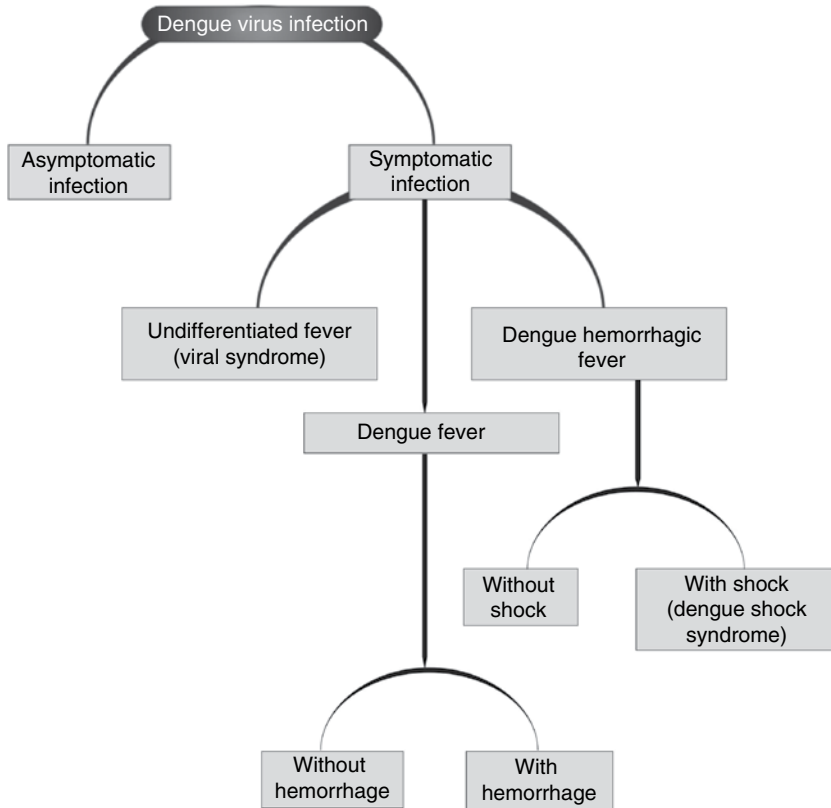 Dengue virus infection
Asymptomatic
infection
Symptomatic
infection
Undifferentiated fever
(viral syndrome)
Dengue hemorrhagic
fever
Dengue fever
Without
shock
With shock
(dengue shock
syndrome)
Without
hemorrhage
With
hemorrhage